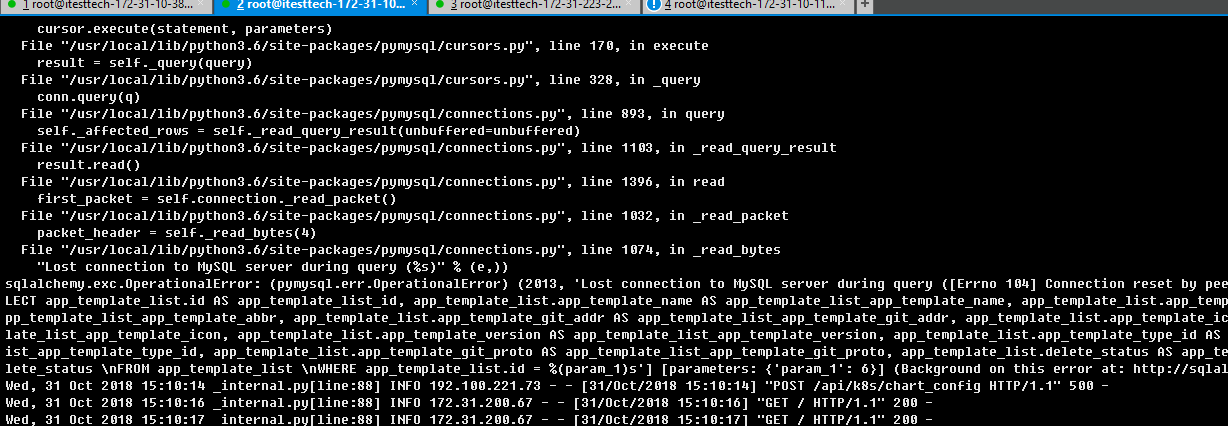 1 root@itesttech-172-31-10-38... × 2 root@itesttech-172-31-10... × 3 root@itesttech-172-31-223-2... × 4 root@itesttech-172-31-10-11... × +
cursor.execute(statement, parameters)
File "/usr/local/lib/python3.6/site-packages/pymysql/cursors.py", line 170, in execute
result = self._query(query)
File "/usr/local/lib/python3.6/site-packages/pymysql/cursors.py", line 328, in _query
conn.query(q)
File "/usr/local/lib/python3.6/site-packages/pymysql/connections.py", line 893, in query
self._affected_rows = self._read_query_result(unbuffered=unbuffered)
File "/usr/local/lib/python3.6/site-packages/pymysql/connections.py", line 1103, in _read_query_result
result.read()
File "/usr/local/lib/python3.6/site-packages/pymysql/connections.py", line 1396, in read
first_packet = self.connection._read_packet()
File "/usr/local/lib/python3.6/site-packages/pymysql/connections.py", line 1032, in _read_packet
packet_header = self._read_bytes(4)
File "/usr/local/lib/python3.6/site-packages/pymysql/connections.py", line 1074, in _read_bytes
"Lost connection to MySQL server during query (%s)" % (e,))
sqlalchemy.exc.OperationalError: (pymysql.err.OperationalError) (2013, 'Lost connection to MySQL server during query ([Errno 104] Connection reset by pee
LECT app_template_list.id AS app_template_list_id, app_template_list.app_template_name AS app_template_list_app_template_name, app_template_list.app_temp
pp_template_list_app_template_abbr, app_template_list.app_template_git_addr AS app_template_list_app_template_git_addr, app_template_list.app_template_ic
late_list_app_template_icon, app_template_list.app_template_version AS app_template_list_app_template_version, app_template_list.app_template_type_id AS
ist_app_template_type_id, app_template_list.app_template_git_proto AS app_template_list_app_template_git_proto, app_template_list.delete_status AS app_te
lete_status \nFROM app_template_list \nWHERE app_template_list.id = %(param_1)s'] [parameters: {'param_1': 6}] (Background on this error at: http://sqlal
Wed, 31 Oct 2018 15:10:14 _internal.py[line:88] INFO 192.100.221.73 - - [31/Oct/2018 15:10:14] "POST /api/k8s/chart_config HTTP/1.1" 500 -
Wed, 31 Oct 2018 15:10:16 _internal.py[line:88] INFO 172.31.200.67 - - [31/Oct/2018 15:10:16] "GET / HTTP/1.1" 200 -
Wed, 31 Oct 2018 15:10:17 _internal.py[line:88] INFO 172.31.200.67 - - [31/Oct/2018 15:10:17] "GET / HTTP/1.1" 200 -